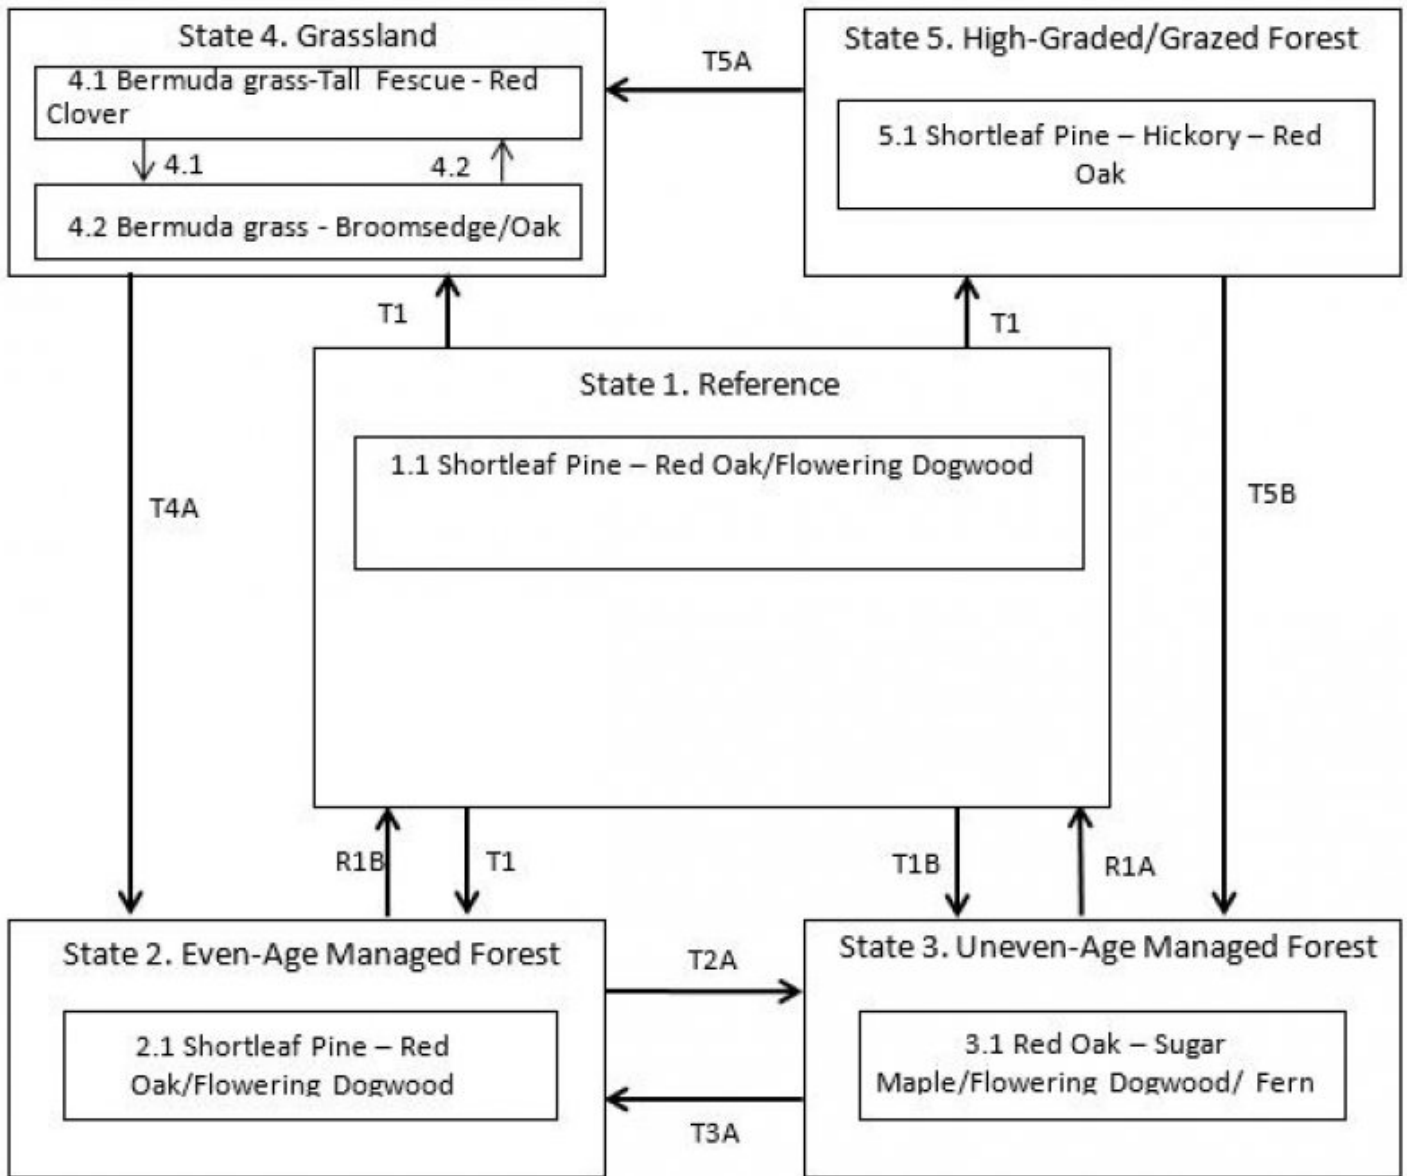 State 4. Grassland
4.1 Bermuda grass-Tall Fescue - Red
Clover
4.1
4.2
4.2 Bermuda grass - Broomsedge/Oak
T5A
State 5. High-Graded/Grazed Forest
5.1 Shortleaf Pine – Hickory – Red
Oak
T1
T1
State 1. Reference
1.1 Shortleaf Pine – Red Oak/Flowering Dogwood
T4A
T5B
R1B
T1
T1B
R1A
State 2. Even-Age Managed Forest
2.1 Shortleaf Pine – Red
Oak/Flowering Dogwood
T2A
T3A
State 3. Uneven-Age Managed Forest
3.1 Red Oak – Sugar
Maple/Flowering Dogwood/ Fern